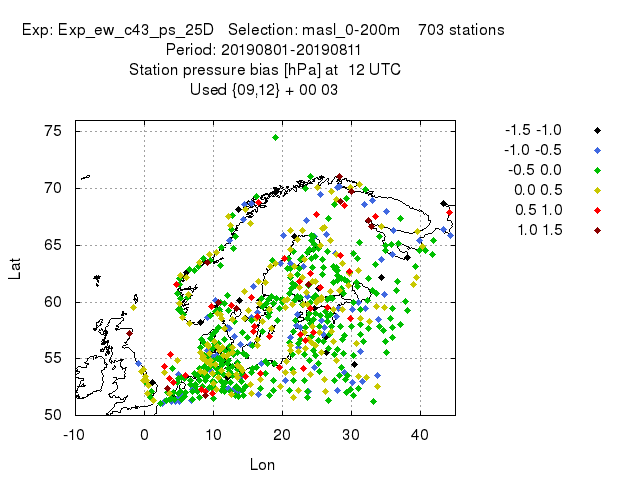 Exp: Exp_ew_c43_ps_25D Selection: masl_0-200m 703 stations
Period: 20190801-20190811
Station pressure bias [hPa] at 12 UTC
Used {09,12} + 00 03
75
70
65
60
55
50
Lat
-10 0 10 20 30 40
Lon
-1.5 -1.0
-1.0 -0.5
-0.5 0.0
0.0 0.5
0.5 1.0
1.0 1.5